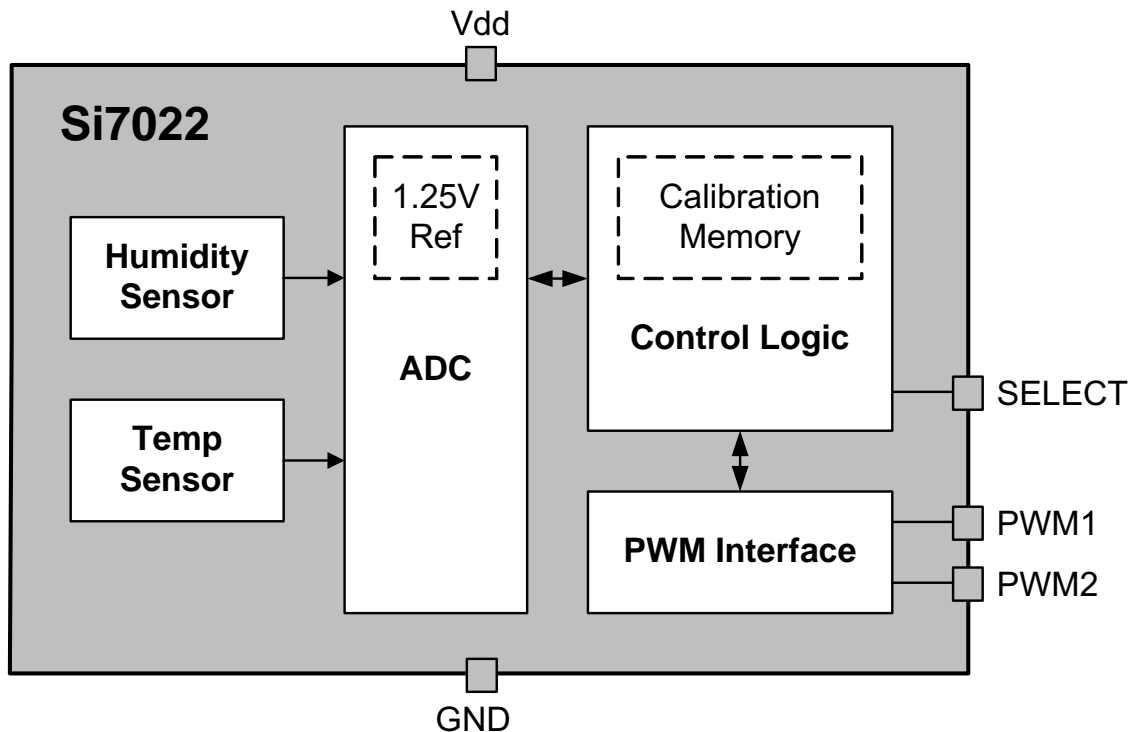 Vdd
Si7022
1.25V
Ref
Calibration
Memory
Humidity
Sensor
Control Logic
ADC
SELECT
Temp
Sensor
PWM Interface
PWM1
PWM2
GND